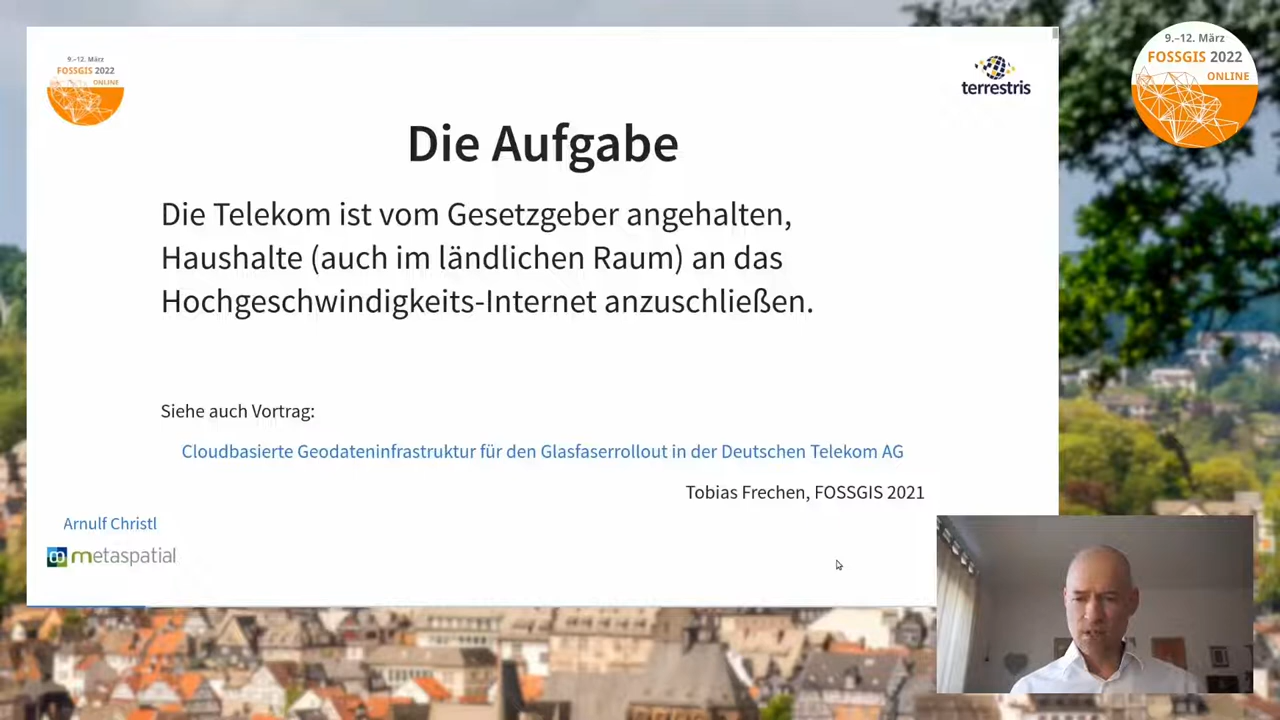 9.–12. März
FOSSGIS 2022
ONLINE
terrestris
9.–12. März
FOSSGIS 2022
ONLINE
Die Aufgabe
Die Telekom ist vom Gesetzgeber angehalten,
Haushalte (auch im ländlichen Raum) an das
Hochgeschwindigkeits-Internet anzuschließen.
Siehe auch Vortrag:
Cloudbasierte Geodateninfrastruktur für den Glasfaserrollout in der Deutschen Telekom AG
Tobias Frechen, FOSSGIS 2021
Arnulf Christl
metaspatial